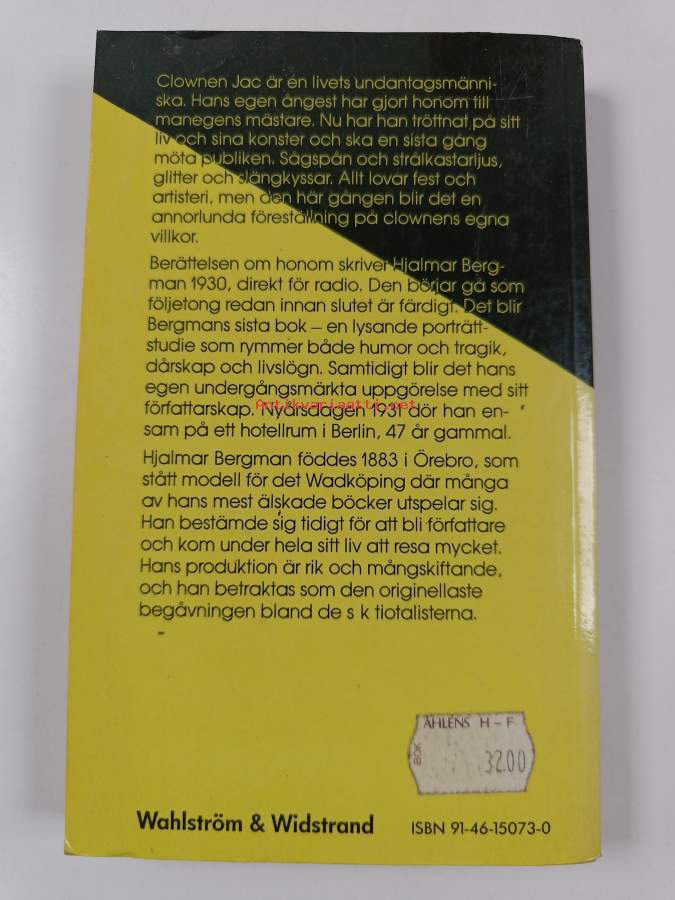 Clownen Jac är en livets undantagsmänni-
ska. Hans egen ångest har gjort honom till
manegens mästare. Nu har han tröttnat på sitt
liv och sina konster och ska en sista gång
möta publiken. Sågspån och strålkastarljus,
glitter och slängkyssar. Allt lovar fest och
artisteri, men den här gången blir det en
annorlunda föreställning på clownens egna
villkor.
Berättelsen om honom skriver Hjalmar Berg-
man 1930, direkt för radio. Den börjar gå som
följetong redan innan slutet är färdigt. Det blir
Bergmans sista bok – en lysande porträtt-
studie som rymmer både humor och tragik,
dårskap och livslögn. Samtidigt blir det hans
egen undergångsmärkta uppgörelse med sitt
författarskap. Nyårsdagen 1931 dör han en-
sam på ett hotellrum i Berlin, 47 år gammal.
Antikvariaatti.net
Hjalmar Bergman föddes 1883 i Örebro, som
stått modell för det Wadköping där många
av hans mest älskade böcker utspelar sig.
Han bestämde sig tidigt för att bli författare
och kom under hela sitt liv att resa mycket.
Hans produktion är rik och mångskiftande,
och han betraktas som den originellaste
begåvningen bland de s k tiotalisterna.
ÅHLÉNS H-F
BOK
3200
Wahlström & Widstrand
ISBN 91-46-15073-0